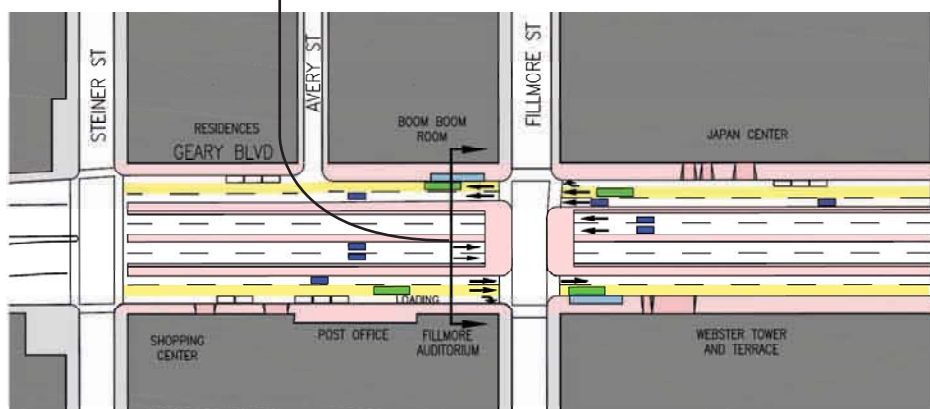 STEINER ST
AVERY ST
FILLMORE ST
RESIDENCES
GEARY BLVD
BOOM BOOM
ROOM
JAPAN CENTER
LOADING
SHOPPING
CENTER
POST OFFICE
FILLMORE
AUDITORIUM
WEBSTER TOWER
AND TERRACE